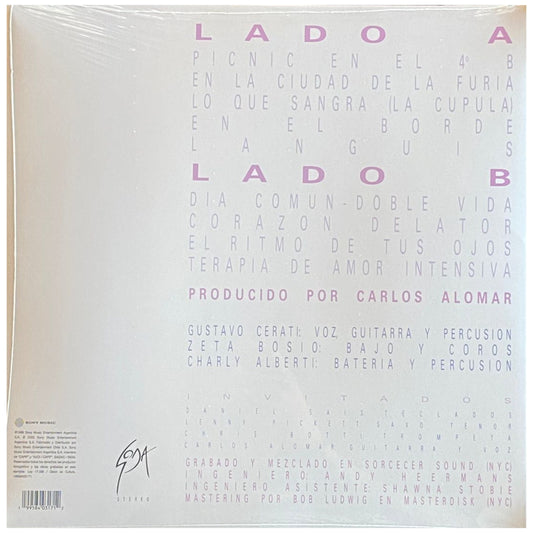 LADO A
PICNIC EN EL 4º B
EN LA CIUDAD DE LA FURIA
LO QUE SANGRA (LA CUPULA)
EN EL BORDE
LANGUIS
LADO B
DIA COMUN-DOBLE VIDA
CORAZON DELATOR
EL RITMO DE TUS OJOS
TERAPIA DE AMOR INTENSIVA
PRODUCIDO POR CARLOS ALOMAR
GUSTAVO CERATI: VOZ GUITARRA Y PERCUSION
ZETA BOSIO: BAJO Y COROS
CHARLY ALBERTI: BATERIA Y PERCUSION
INVITADOS
CARLOS ALOMAR GUITARRA
GRABADO Y MEZCLADO EN SORCERER SOUND (NYC)
INGENIERO ANDY HEERMANS
INGENIERO ASISTENTE: SHAWNA STOBIE
MASTERING POR BOB LUDWIG EN MASTERDISK (NYC)
SONY MUSIC
SODA
STEREO